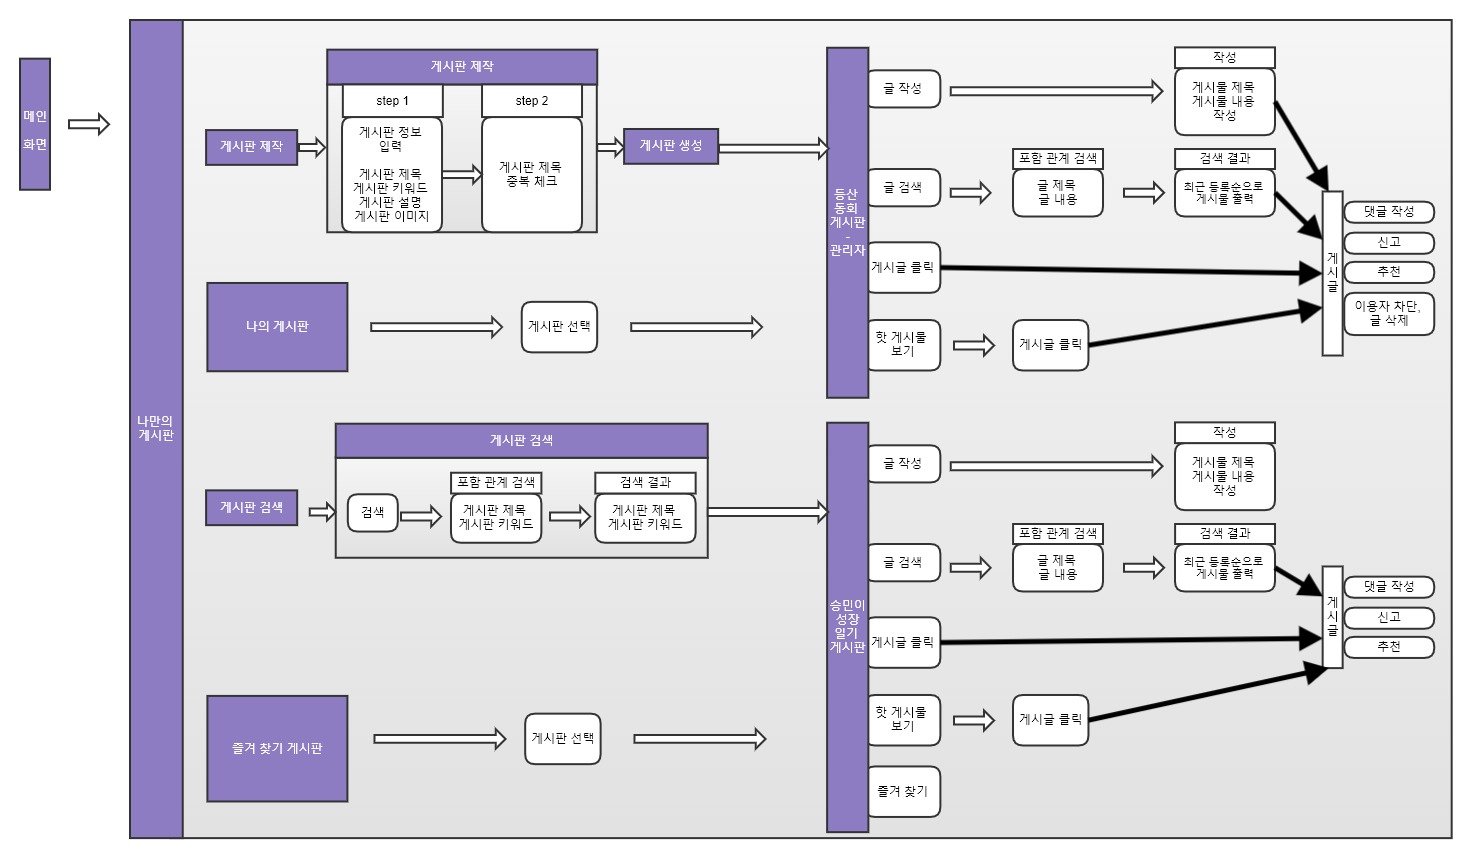 메인
화면
나만의
게시판
게시판 제작
게시판 제작
step 1
게시판 정보
입력
게시판 제목
게시판 키워드
게시판 설명
게시판 이미지
step 2
게시판 제목
중복 체크
게시판 생성
나의 게시판
게시판 선택
등산
동회
게시판
-
관리자
글 작성
작성
게시물 제목
게시물 내용
작성
글 검색
포함 관계 검색
글 제목
글 내용
검색 결과
최근 등록순으로
게시물 출력
게시글 클릭
핫 게시물
보기
게시글 클릭
게
시
글
댓글 작성
신고
추천
이용자 차단,
글 삭제
게시판 검색
게시판 검색
검색
포함 관계 검색
게시판 제목
게시판 키워드
검색 결과
게시판 제목
게시판 키워드
즐겨 찾기 게시판
게시판 선택
승민이
성장
일기
게시판
글 작성
작성
게시물 제목
게시물 내용
작성
글 검색
포함 관계 검색
글 제목
글 내용
검색 결과
최근 등록순으로
게시물 출력
게시글 클릭
핫 게시물
보기
게시글 클릭
즐겨 찾기
게
시
글
댓글 작성
신고
추천